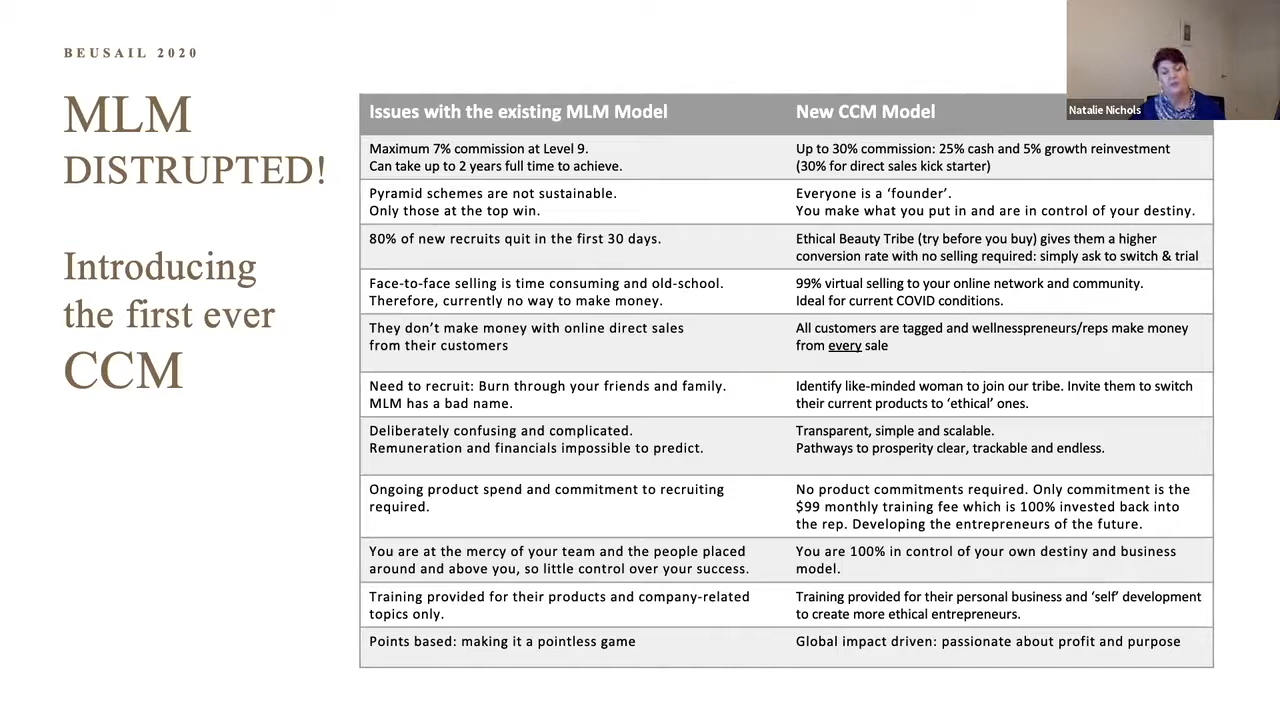 BEUSAIL 2020
MLM
DISTRUPTED!
Introducing
the first ever
CCM
Natalie Nichols
Issues with the existing MLM Model
New CCM Model
Maximum 7% commission at Level 9.
Can take up to 2 years full time to achieve.
Up to 30% commission: 25% cash and 5% growth reinvestment
(30% for direct sales kick starter)
Pyramid schemes are not sustainable.
Only those at the top win.
Everyone is a ‘founder’.
You make what you put in and are in control of your destiny.
80% of new recruits quit in the first 30 days.
Ethical Beauty Tribe (try before you buy) gives them a higher
conversion rate with no selling required: simply ask to switch & trial
Face-to-face selling is time consuming and old-school.
Therefore, currently no way to make money.
99% virtual selling to your online network and community.
Ideal for current COVID conditions.
They don’t make money with online direct sales
from their customers
All customers are tagged and wellnesspreneurs/reps make money
from every sale
Need to recruit: Burn through your friends and family.
MLM has a bad name.
Identify like-minded woman to join our tribe. Invite them to switch
their current products to ‘ethical’ ones.
Deliberately confusing and complicated.
Remuneration and financials impossible to predict.
Transparent, simple and scalable.
Pathways to prosperity clear, trackable and endless.
Ongoing product spend and commitment to recruiting
required.
No product commitments required. Only commitment is the
$99 monthly training fee which is 100% invested back into
the rep. Developing the entrepreneurs of the future.
You are at the mercy of your team and the people placed
around and above you, so little control over your success.
You are 100% in control of your own destiny and business
model.
Training provided for their products and company-related
topics only.
Training provided for their personal business and ‘self’ development
to create more ethical entrepreneurs.
Points based: making it a pointless game
Global impact driven: passionate about profit and purpose